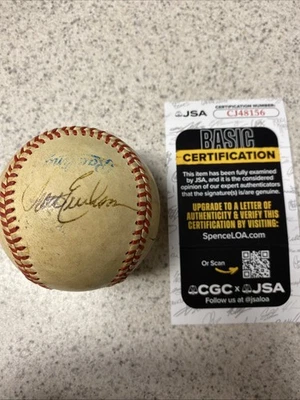 JSA
CERTIFICATION NUMBER:
CJ48156
BASIC
CERTIFICATION
This item has been fully examined
by JSA, and it is the considered
opinion of our expert authenticators
that the signature(s) is/are genuine.
UPGRADE TO A LETTER OF
AUTHENTICITY & VERIFY THIS
CERTIFICATION BY VISITING:
SpenceLOA.com
Or Scan
CGC x JSA
Follow us at @jsaloa